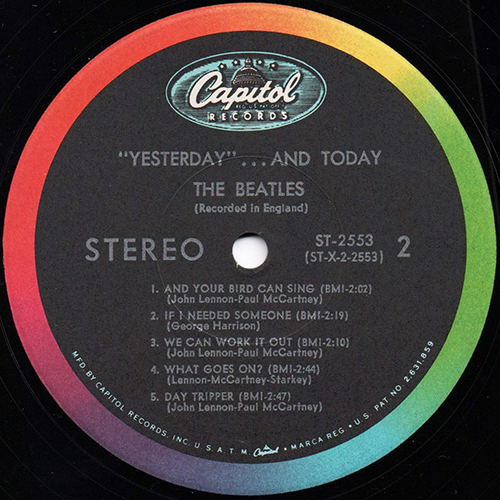 Capitol
REG. U.S. PAT. OFF.
RECORDS
"YESTERDAY"...AND TODAY
THE BEATLES
(Recorded in England)
STEREO
ST-2553
(ST-X-2-2553)
2
1. AND YOUR BIRD CAN SING (BMI-2:02)
(John Lennon-Paul McCartney)
2. IF I NEEDED SOMEONE (BMI-2:19)
(George Harrison)
3. WE CAN WORK IT OUT (BMI-2:10)
(John Lennon-Paul McCartney)
4. WHAT GOES ON? (BMI-2:44)
(Lennon-McCartney-Starkey)
5. DAY TRIPPER (BMI-2:47)
(John Lennon-Paul McCartney)
MFD. BY CAPITOL RECORDS, INC. U.S.A. T.M. Capitol • MARCA REG. • U.S. PAT. NO. 2,631,859